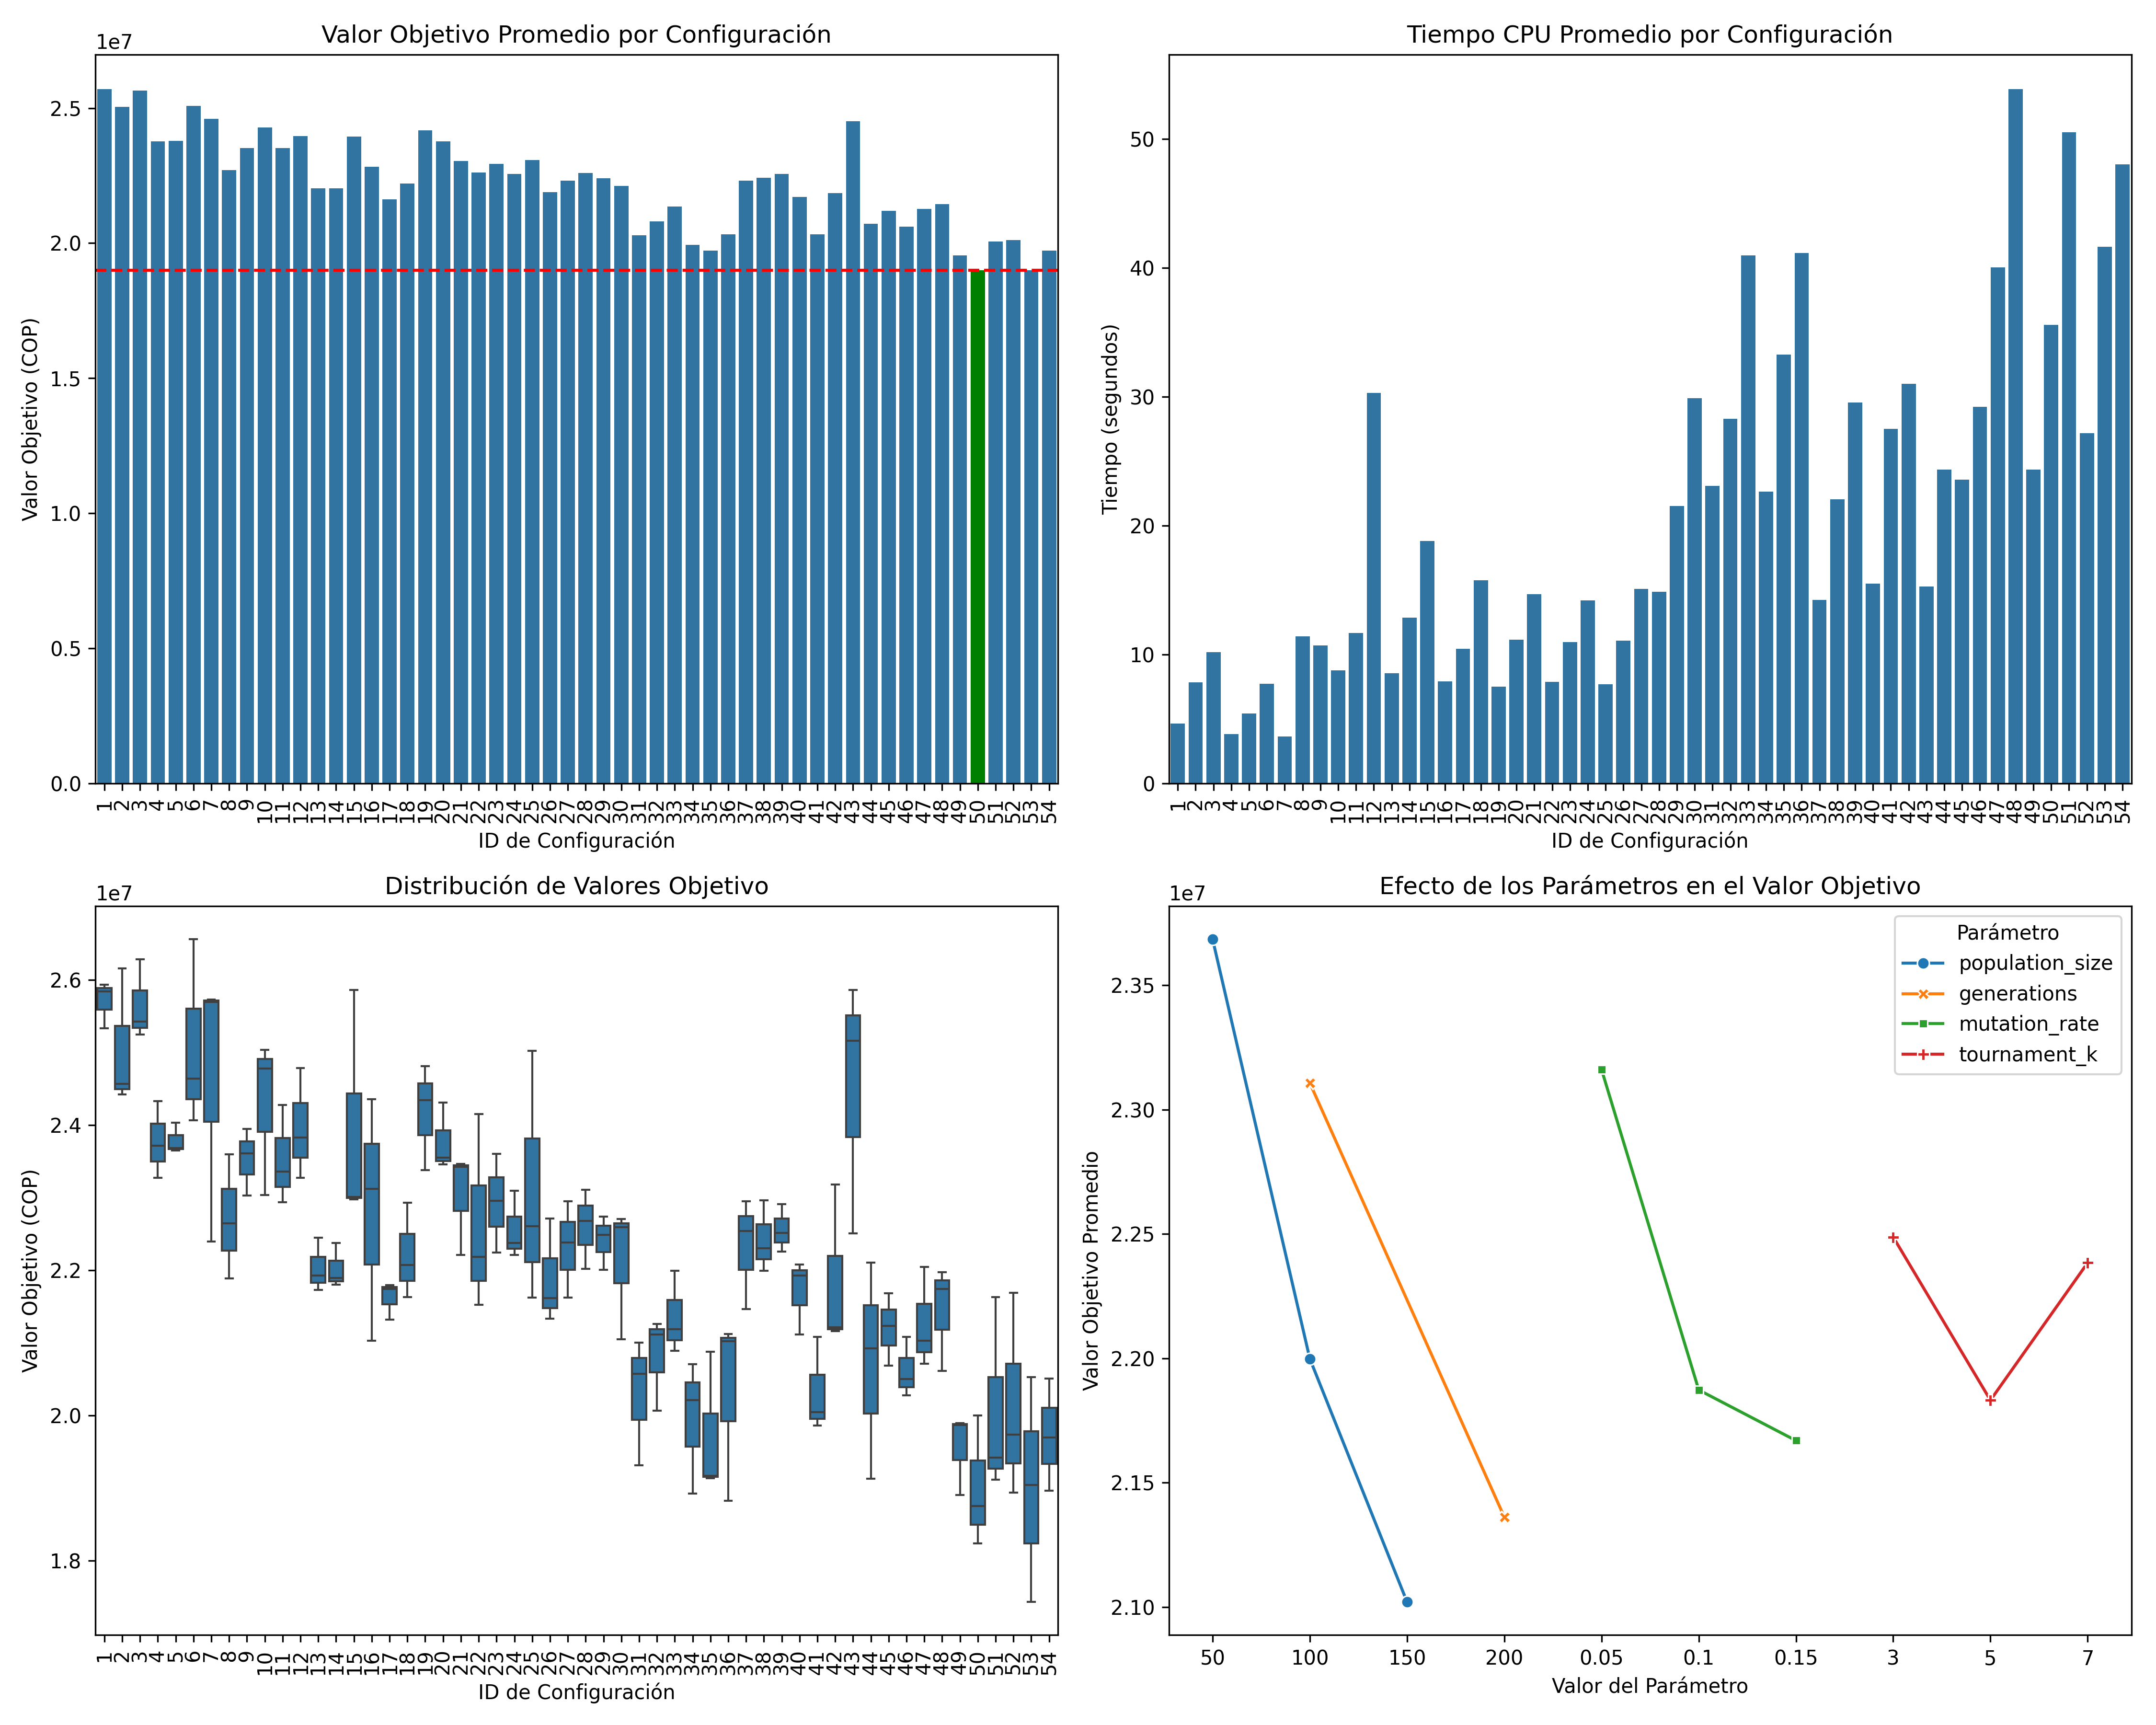 Valor Objetivo Promedio por Configuración
1e7
2.5
2.0
1.5
1.0
0.5
0.0
Valor Objetivo (COP)
1 2 3 4 5 6 7 8 9 10 11 12 13 14 15 16 17 18 19 20 21 22 23 24 25 26 27 28 29 30 31 32 33 34 35 36 37 38 39 40 41 42 43 44 45 46 47 48 49 50 51 52 53 54
ID de Configuración
Tiempo CPU Promedio por Configuración
50
40
30
20
10
0
Tiempo (segundos)
1 2 3 4 5 6 7 8 9 10 11 12 13 14 15 16 17 18 19 20 21 22 23 24 25 26 27 28 29 30 31 32 33 34 35 36 37 38 39 40 41 42 43 44 45 46 47 48 49 50 51 52 53 54
ID de Configuración
Distribución de Valores Objetivo
1e7
2.6
2.4
2.2
2.0
1.8
Valor Objetivo (COP)
1 2 3 4 5 6 7 8 9 10 11 12 13 14 15 16 17 18 19 20 21 22 23 24 25 26 27 28 29 30 31 32 33 34 35 36 37 38 39 40 41 42 43 44 45 46 47 48 49 50 51 52 53 54
ID de Configuración
Efecto de los Parámetros en el Valor Objetivo
1e7
2.35
2.30
2.25
2.20
2.15
2.10
Valor Objetivo Promedio
Parámetro
population_size
generations
mutation_rate
tournament_k
50 100 150 200 0.05 0.1 0.15 3 5 7
Valor del Parámetro